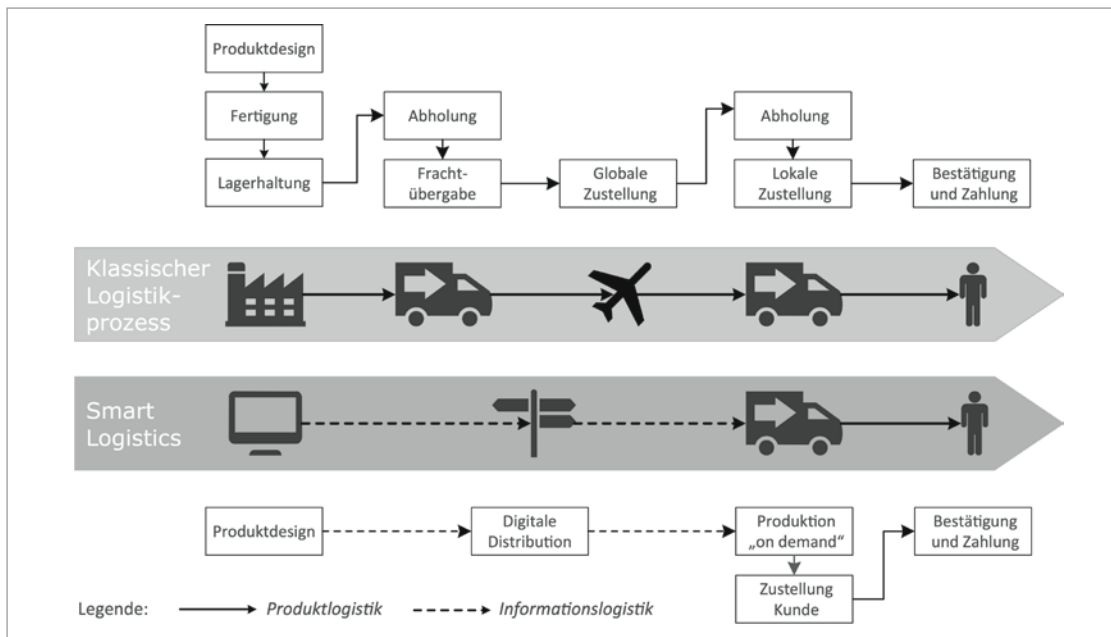 Produktdesign
Fertigung
Lagerhaltung
Abholung
Fracht-
übergabe
Globale
Zustellung
Abholung
Lokale
Zustellung
Bestätigung
und Zahlung
Klassischer
Logistik-
prozess
Smart
Logistics
Produktdesign
Digitale
Distribution
Produktion
„on demand“
Zustellung
Kunde
Bestätigung
und Zahlung
Legende: Produktlogistik Informationslogistik